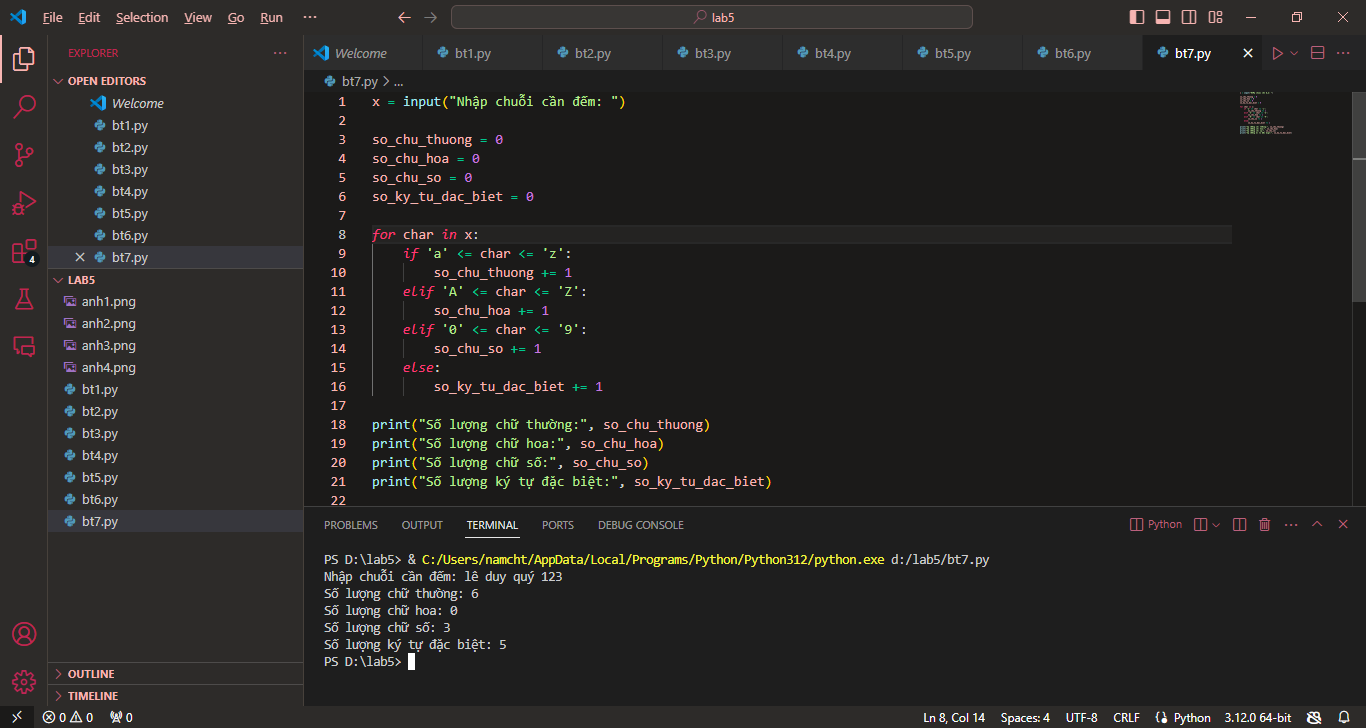 File Edit Selection View Go Run ··· lab5
EXPLORER ···
OPEN EDITORS
Welcome
bt1.py
bt2.py
bt3.py
bt4.py
bt5.py
bt6.py
bt7.py
LAB5
anh1.png
anh2.png
anh3.png
anh4.png
bt1.py
bt2.py
bt3.py
bt4.py
bt5.py
bt6.py
bt7.py
OUTLINE
TIMELINE
4
Welcome bt1.py bt2.py bt3.py bt4.py bt5.py bt6.py bt7.py
bt7.py > ...
1 x = input("Nhập chuỗi cần đếm: ")
2
3 so_chu_thuong = 0
4 so_chu_hoa = 0
5 so_chu_so = 0
6 so_ky_tu_dac_biet = 0
7
8 for char in x:
9     if 'a' <= char <= 'z':
10         so_chu_thuong += 1
11     elif 'A' <= char <= 'Z':
12         so_chu_hoa += 1
13     elif '0' <= char <= '9':
14         so_chu_so += 1
15     else:
16         so_ky_tu_dac_biet += 1
17
18 print("Số lượng chữ thường:", so_chu_thuong)
19 print("Số lượng chữ hoa:", so_chu_hoa)
20 print("Số lượng chữ số:", so_chu_so)
21 print("Số lượng ký tự đặc biệt:", so_ky_tu_dac_biet)
22
PROBLEMS OUTPUT TERMINAL PORTS DEBUG CONSOLE Python
PS D:\lab5> & C:/Users/namcht/AppData/Local/Programs/Python/Python312/python.exe d:/lab5/bt7.py
Nhập chuỗi cần đếm: lê duy quý 123
Số lượng chữ thường: 6
Số lượng chữ hoa: 0
Số lượng chữ số: 3
Số lượng ký tự đặc biệt: 5
PS D:\lab5>
0 0 0 Ln 8, Col 14 Spaces: 4 UTF-8 CRLF Python 3.12.0 64-bit